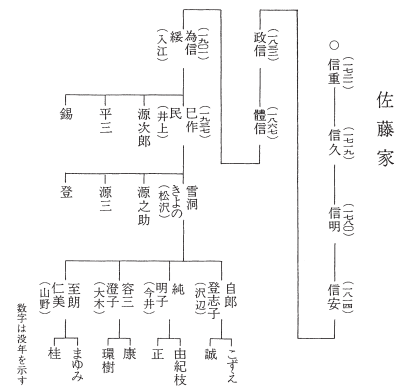 佐藤家
○信重
(一七三一)
信久
(一七七九)
信明
(一七八〇)
信安
(一八一四)
政信
(一八三三)
體信
(一八六七)
為信
(一九〇一)
綏
(入江)
巳作
(一九三七)
民
(井上)
源次郎
平三
錫
雪洞
きよの
(松沢)
源之助
源三
登
自郎
登志子
(沢辺)
純
明子
(今井)
容三
澄子
(大木)
至朗
仁美
(山野)
こずえ
誠
由紀枝
正
康
環樹
まゆみ
桂
数字は没年を示す